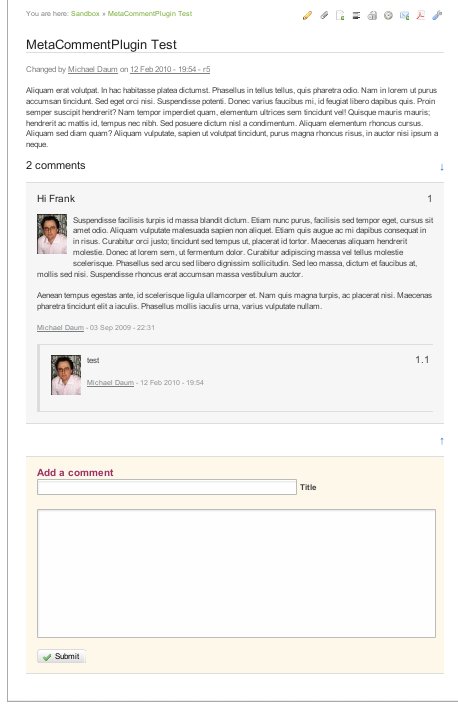 You are here: Sandbox » MetaCommentPlugin Test
MetaCommentPlugin Test
Changed by Michael Daum on 12 Feb 2010 - 19:54 - r5
Aliquam erat volutpat. In hac habitasse platea dictumst. Phasellus in tellus tellus, quis pharetra odio. Nam in lorem ut purus
accumsan tincidunt. Sed eget orci nisi. Suspendisse potenti. Donec varius faucibus mi, id feugiat libero dapibus quis. Proin
semper suscipit hendrerit? Nam tempor imperdiet quam, elementum ultrices sem tincidunt vel! Quisque mauris mauris;
hendrerit ac mattis id, tempus nec nibh. Sed posuere dictum nisl a condimentum. Aliquam elementum rhoncus cursus.
Aliquam sed diam quam? Aliquam vulputate, sapien ut volutpat tincidunt, purus magna rhoncus risus, in auctor nisi ipsum a
neque.
2 comments ↓
Hi Frank 1
Suspendisse facilisis turpis id massa blandit dictum. Etiam nunc purus, facilisis sed tempor eget, cursus sit
amet odio. Aliquam vulputate malesuada sapien non aliquet. Etiam quis augue ac mi dapibus consequat in
in risus. Curabitur orci justo; tincidunt sed tempus ut, placerat id tortor. Maecenas aliquam hendrerit
molestie. Donec at lorem sem, ut fermentum dolor. Curabitur adipiscing massa vel tellus molestie
scelerisque. Phasellus sed arcu sed libero dignissim sollicitudin. Sed leo massa, dictum et faucibus at,
mollis sed nisi. Suspendisse rhoncus erat accumsan massa vestibulum auctor.
Aenean tempus egestas ante, id scelerisque ligula ullamcorper et. Nam quis magna turpis, ac placerat nisi. Maecenas
pharetra tincidunt elit a iaculis. Phasellus mollis iaculis urna, varius vulputate nullam.
Michael Daum - 03 Sep 2009 - 22:31
test 1.1
Michael Daum - 12 Feb 2010 - 19:54
↑
Add a comment
Title
Submit